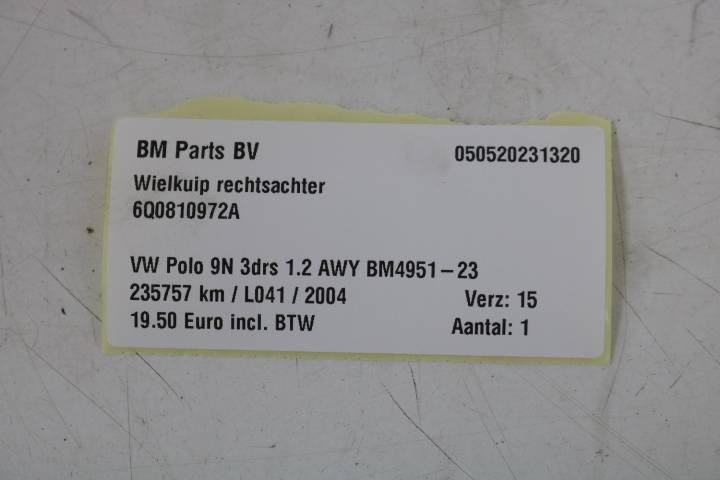 BM Parts BV 050520231320
Wielkuip rechtsachter
6Q0810972A
VW Polo 9N 3drs 1.2 AWY BM4951-23
235757 km / L041 / 2004 Verz: 15
19.50 Euro incl. BTW Aantal: 1